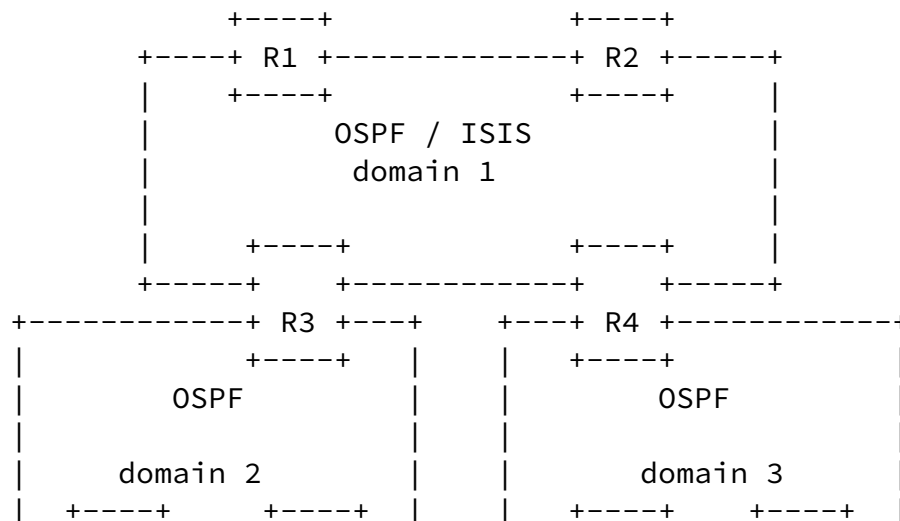 +----+             +----+
       +----+ R1 +-------------+ R2 +-----+
       |    +----+             +----+     |
       |          OSPF / ISIS             |
       |           domain 1               |
       |                                  |
       |     +----+            +----+     |
       +-----+    +------------+    +-----+
+------------+ R3 +---+    +---+ R4 +------------+
|            +----+   |    |   +----+            |
|        OSPF         |    |        OSPF         |
|                     |    |                     |
|     domain 2        |    |       domain 3      |
|  +----+     +----+  |    |   +----+    +----+  |